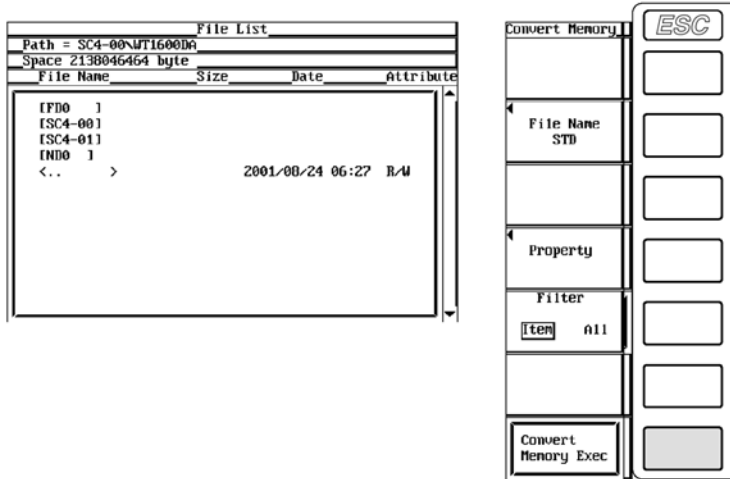 File List
Path = SC4-00\WT1600DA
Space 2138046464 byte
File Name Size Date Attribute
[FD0 ]
[SC4-00]
[SC4-01]
[ND0 ]
<.. > 2001/08/24 06:27 R/W
Convert Memory
ESC
File Name
STD
Property
Filter
Item All
Convert
Memory Exec